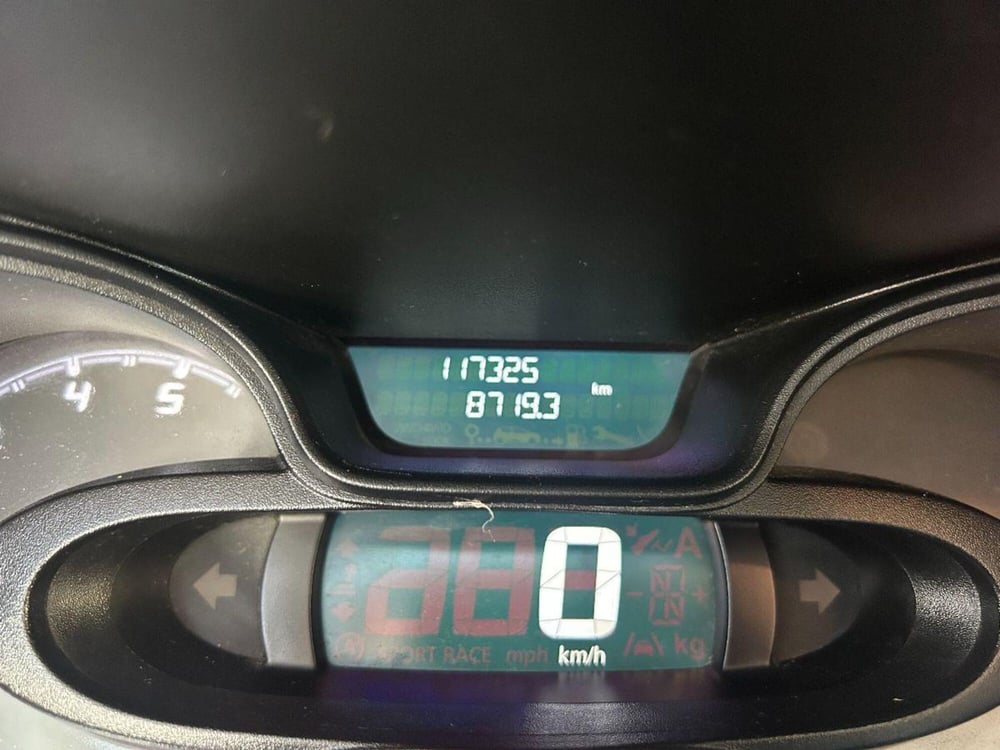 117325
km
8719.3
4 5
0
A
N
N
- +
SPORT RACE mph km/h
kg